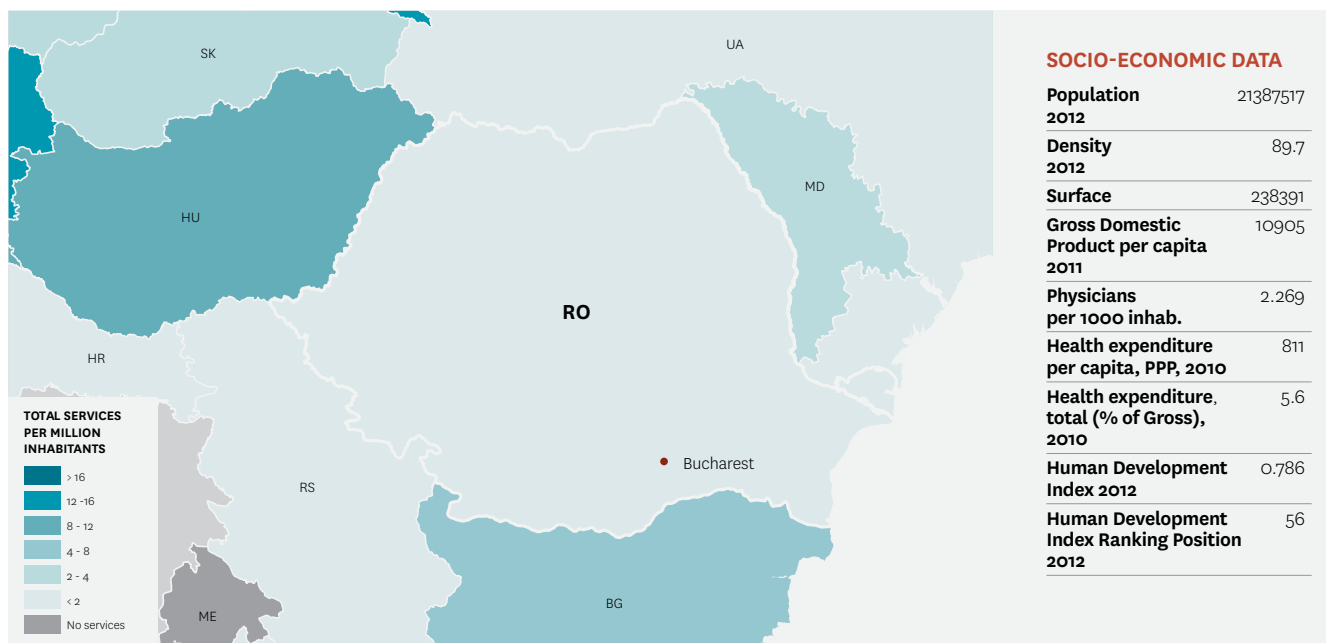 SK
UA
HU
MD
RO
HR
Bucharest
RS
ME
BG
TOTAL SERVICES
PER MILLION
INHABITANTS
> 16
12 -16
8 - 12
4 - 8
2 - 4
< 2
No services
SOCIO-ECONOMIC DATA
Population 21387517
2012
Density 89.7
2012
Surface 238391
Gross Domestic 10905
Product per capita
2011
Physicians 2.269
per 1000 inhab.
Health expenditure 811
per capita, PPP, 2010
Health expenditure, 5.6
total (% of Gross),
2010
Human Development 0.786
Index 2012
Human Development 56
Index Ranking Position
2012